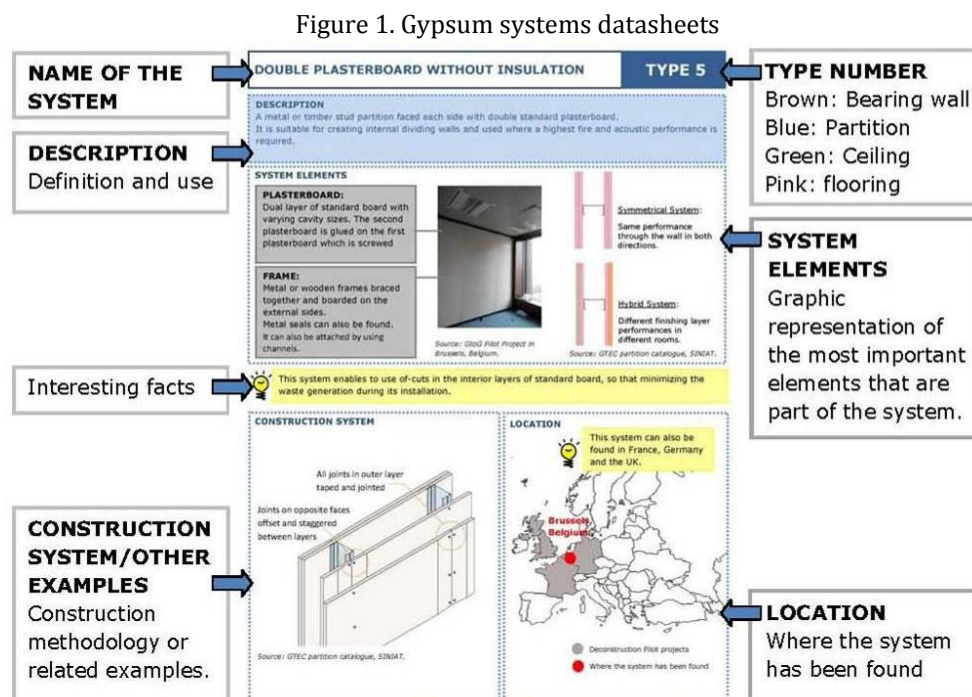 Figure 1. Gypsum systems datasheets
NAME OF THE
SYSTEM
DESCRIPTION
Definition and use
Interesting facts
CONSTRUCTION
SYSTEM/OTHER
EXAMPLES
Construction
methodology or
related examples.
DOUBLE PLASTERBOARD WITHOUT INSULATION
TYPE 5
DESCRIPTION
A metal or timber stud partition faced each side with double standard plasterboard.
It is suitable for creating internal dividing walls and used where a highest fire and acoustic performance is
required.
SYSTEM ELEMENTS
PLASTERBOARD:
Dual layer of standard board with
varying cavity sizes. The second
plasterboard is glued on the first
plasterboard which is screwed
FRAME:
Metal or wooden frames braced
together and boarded on the
external sides.
Metal seals can also be found.
It can also be attached by using
channels.
Source: GtoG Pilot Project in
Brussels, Belgium.
Symmetrical System:
Same performance
through the wall in both
directions.
Hybrid System:
Different finishing layer
performances in
different rooms.
Source: GTEC partition catalogue, SINIAT.
This system enables to use of-cuts in the interior layers of standard board, so that minimizing the
waste generation during its installation.
CONSTRUCTION SYSTEM
All joints in outer layer
taped and jointed
Joints on opposite faces
offset and staggered
between layers
Source: GTEC partition catalogue, SINIAT.
LOCATION
This system can also be
found in France, Germany
and the UK.
Brussels
Belgium
Deconstruction Pilot projects
Where the system has been found
TYPE NUMBER
Brown: Bearing wall
Blue: Partition
Green: Ceiling
Pink: flooring
SYSTEM
ELEMENTS
Graphic
representation of
the most important
elements that are
part of the system.
LOCATION
Where the system
has been found